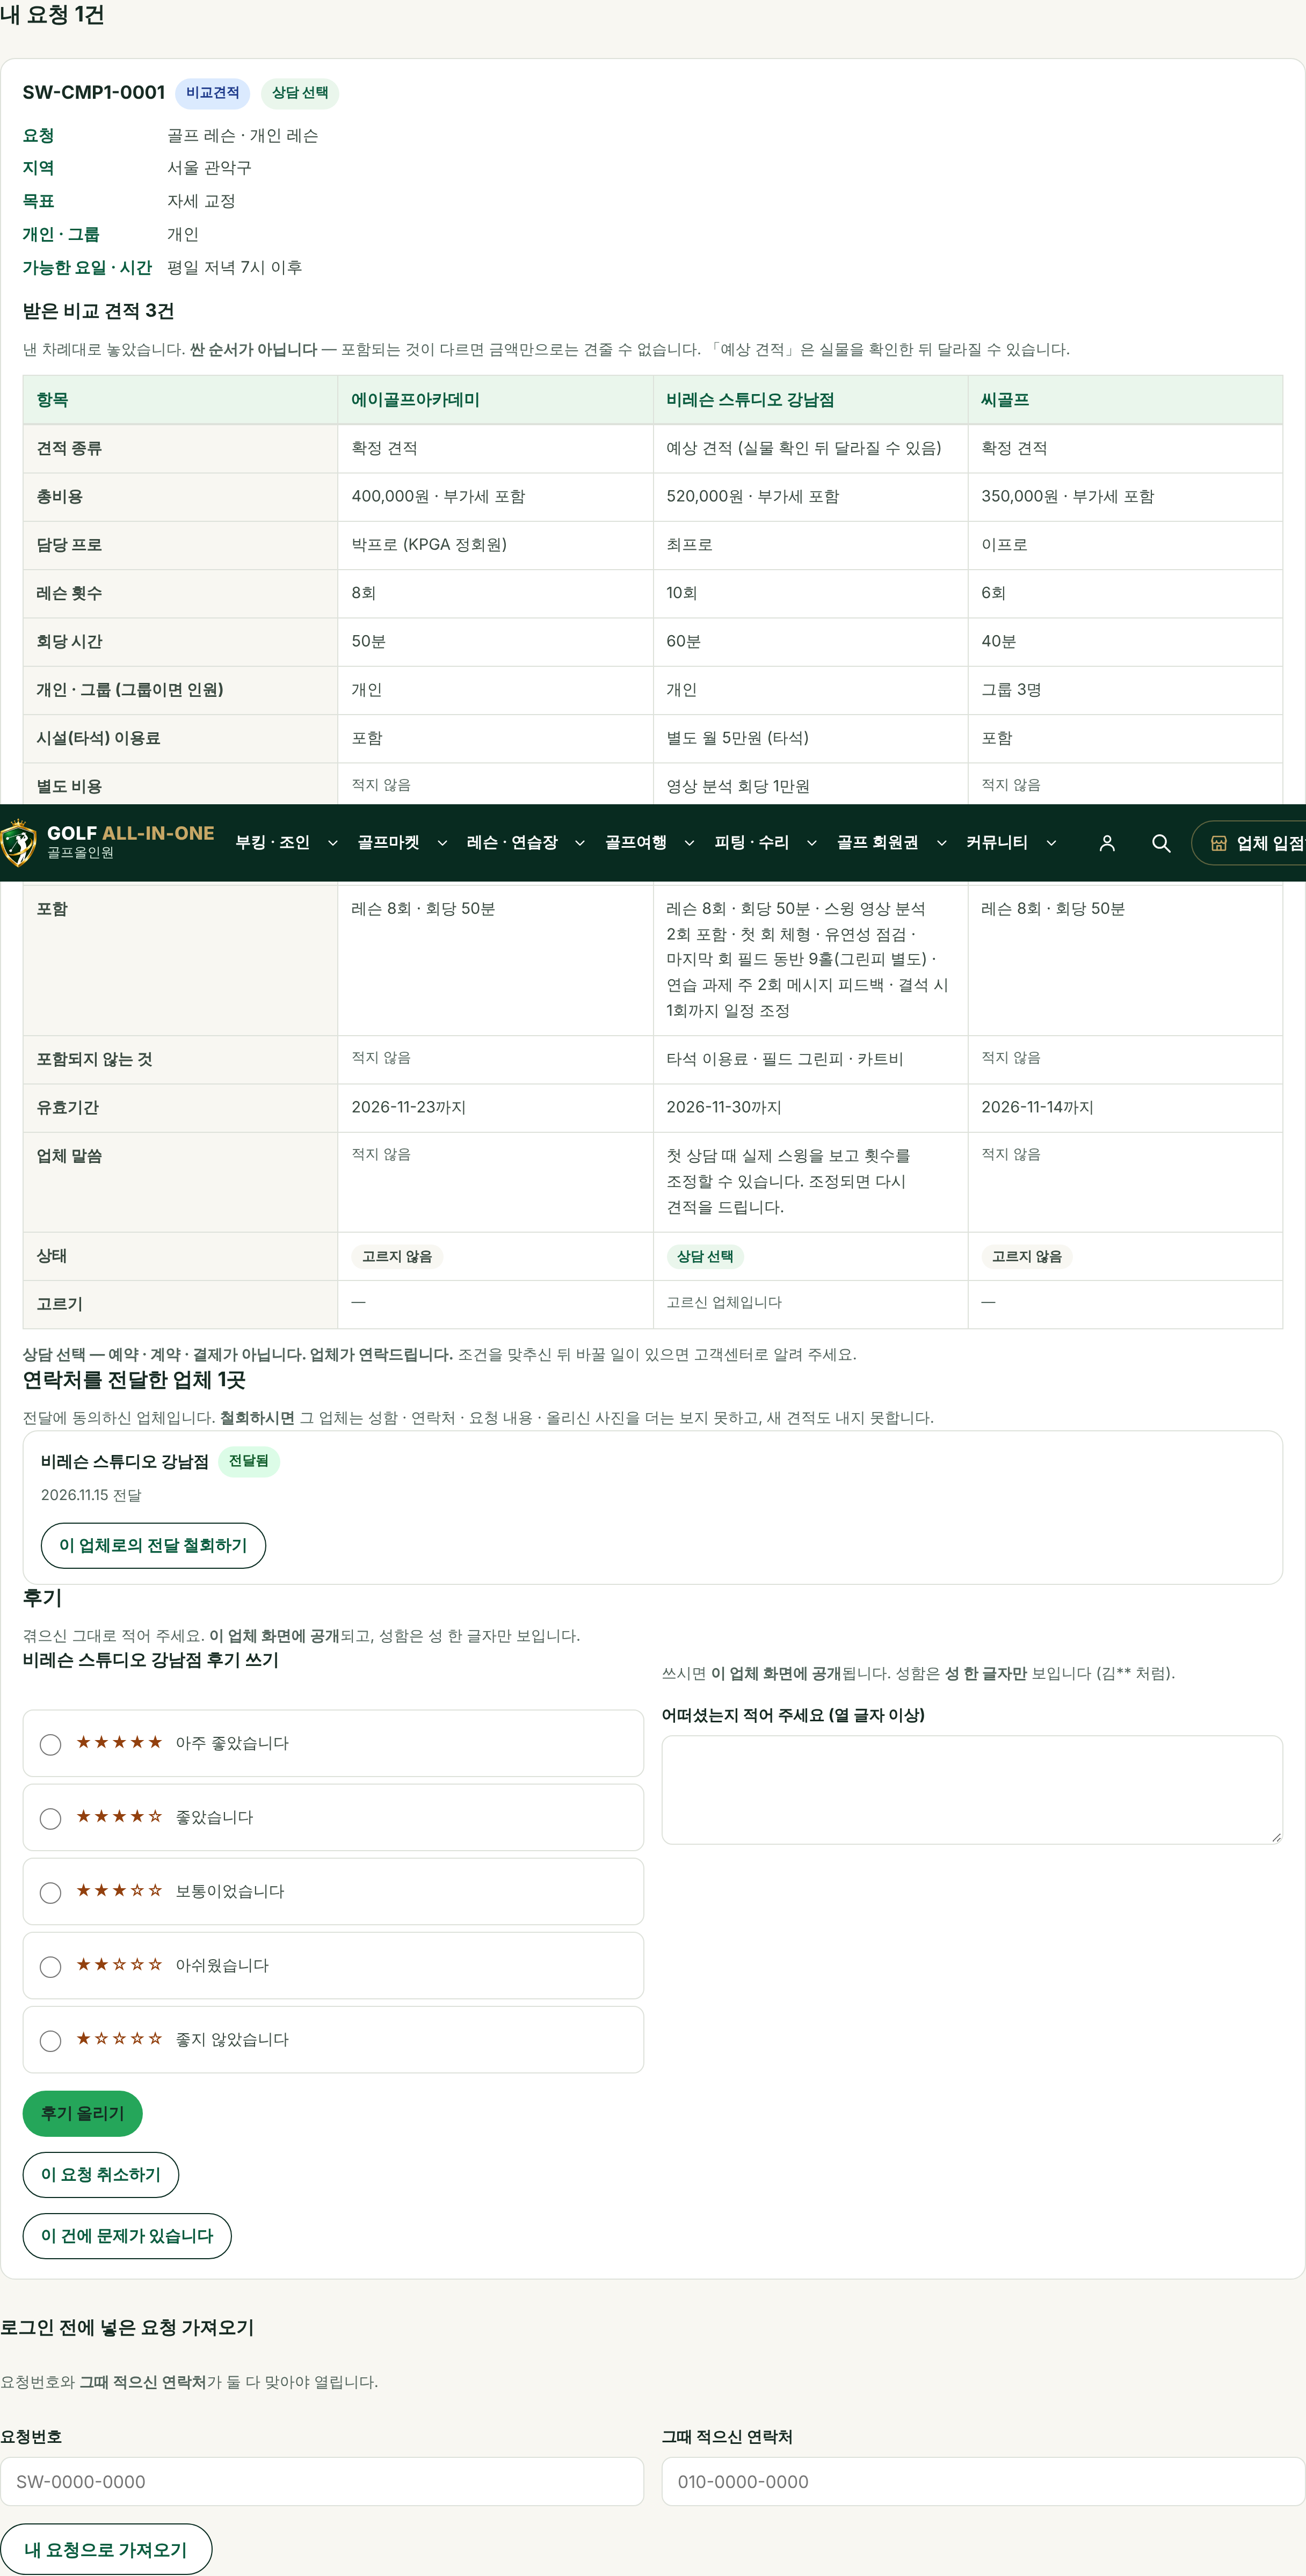 내 요청 1건
SW-CMP1-0001 비교견적 상담 선택
요청 골프 레슨 · 개인 레슨
지역 서울 관악구
목표 자세 교정
개인 · 그룹 개인
가능한 요일 · 시간 평일 저녁 7시 이후
받은 비교 견적 3건
낸 차례대로 놓았습니다. 싼 순서가 아닙니다 — 포함되는 것이 다르면 금액만으로는 견줄 수 없습니다. 「예상 견적」은 실물을 확인한 뒤 달라질 수 있습니다.
항목 에이골프아카데미 비레슨 스튜디오 강남점 씨골프
견적 종류 확정 견적 예상 견적 (실물 확인 뒤 달라질 수 있음) 확정 견적
총비용 400,000원 · 부가세 포함 520,000원 · 부가세 포함 350,000원 · 부가세 포함
담당 프로 박프로 (KPGA 정회원) 최프로 이프로
레슨 횟수 8회 10회 6회
회당 시간 50분 60분 40분
개인 · 그룹 (그룹이면 인원) 개인 개인 그룹 3명
시설(타석) 이용료 포함 별도 월 5만원 (타석) 포함
별도 비용 적지 않음 영상 분석 회당 1만원 적지 않음
GOLF ALL-IN-ONE
골프올인원
부킹 · 조인 골프마켓 레슨 · 연습장 골프여행 피팅 · 수리 골프 회원권 커뮤니티 업체 입점
포함 레슨 8회 · 회당 50분 레슨 8회 · 회당 50분 · 스윙 영상 분석 레슨 8회 · 회당 50분
2회 포함 · 첫 회 체형 · 유연성 점검 ·
마지막 회 필드 동반 9홀(그린피 별도) ·
연습 과제 주 2회 메시지 피드백 · 결석 시
1회까지 일정 조정
포함되지 않는 것 적지 않음 타석 이용료 · 필드 그린피 · 카트비 적지 않음
유효기간 2026-11-23까지 2026-11-30까지 2026-11-14까지
업체 말씀 적지 않음 첫 상담 때 실제 스윙을 보고 횟수를 적지 않음
조정할 수 있습니다. 조정되면 다시
견적을 드립니다.
상태 고르지 않음 상담 선택 고르지 않음
고르기 — 고르신 업체입니다 —
상담 선택 — 예약 · 계약 · 결제가 아닙니다. 업체가 연락드립니다. 조건을 맞추신 뒤 바꿀 일이 있으면 고객센터로 알려 주세요.
연락처를 전달한 업체 1곳
전달에 동의하신 업체입니다. 철회하시면 그 업체는 성함 · 연락처 · 요청 내용 · 올리신 사진을 더는 보지 못하고, 새 견적도 내지 못합니다.
비레슨 스튜디오 강남점 전달됨
2026.11.15 전달
이 업체로의 전달 철회하기
후기
겪으신 그대로 적어 주세요. 이 업체 화면에 공개되고, 성함은 성 한 글자만 보입니다.
비레슨 스튜디오 강남점 후기 쓰기
쓰시면 이 업체 화면에 공개됩니다. 성함은 성 한 글자만 보입니다 (김** 처럼).
★★★★★ 아주 좋았습니다
★★★★☆ 좋았습니다
★★★☆☆ 보통이었습니다
★★☆☆☆ 아쉬웠습니다
★☆☆☆☆ 좋지 않았습니다
어떠셨는지 적어 주세요 (열 글자 이상)
후기 올리기
이 요청 취소하기
이 건에 문제가 있습니다
로그인 전에 넣은 요청 가져오기
요청번호와 그때 적으신 연락처가 둘 다 맞아야 열립니다.
요청번호 그때 적으신 연락처
SW-0000-0000 010-0000-0000
내 요청으로 가져오기